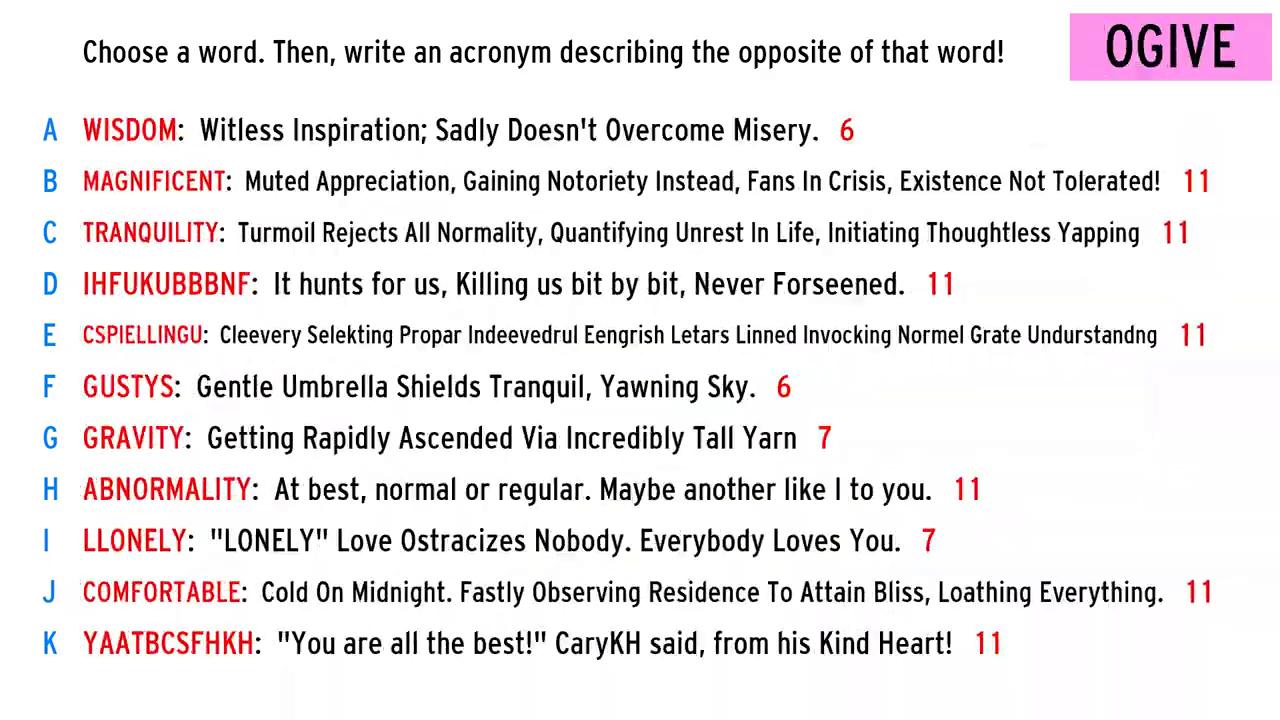 Choose a word. Then, write an acronym describing the opposite of that word!
OGIVE
A WISDOM: Witless Inspiration; Sadly Doesn't Overcome Misery. 6
B MAGNIFICENT: Muted Appreciation, Gaining Notoriety Instead, Fans In Crisis, Existence Not Tolerated! 11
C TRANQUILITY: Turmoil Rejects All Normality, Quantifying Unrest In Life, Initiating Thoughtless Yapping 11
D IHFUKUBBBNF: It hunts for us, Killing us bit by bit, Never Forseened. 11
E CSPIELLINGU: Cleevery Selekting Propar Indeevedrul Eengrish Letars Linned Invocking Normel Grate Undurstandng 11
F GUSTYS: Gentle Umbrella Shields Tranquil, Yawning Sky. 6
G GRAVITY: Getting Rapidly Ascended Via Incredibly Tall Yarn 7
H ABNORMALITY: At best, normal or regular. Maybe another like I to you. 11
I LLONELY: "LONELY" Love Ostracizes Nobody. Everybody Loves You. 7
J COMFORTABLE: Cold On Midnight. Fastly Observing Residence To Attain Bliss, Loathing Everything. 11
K YAATBCSFHKH: "You are all the best!" CaryKH said, from his Kind Heart! 11